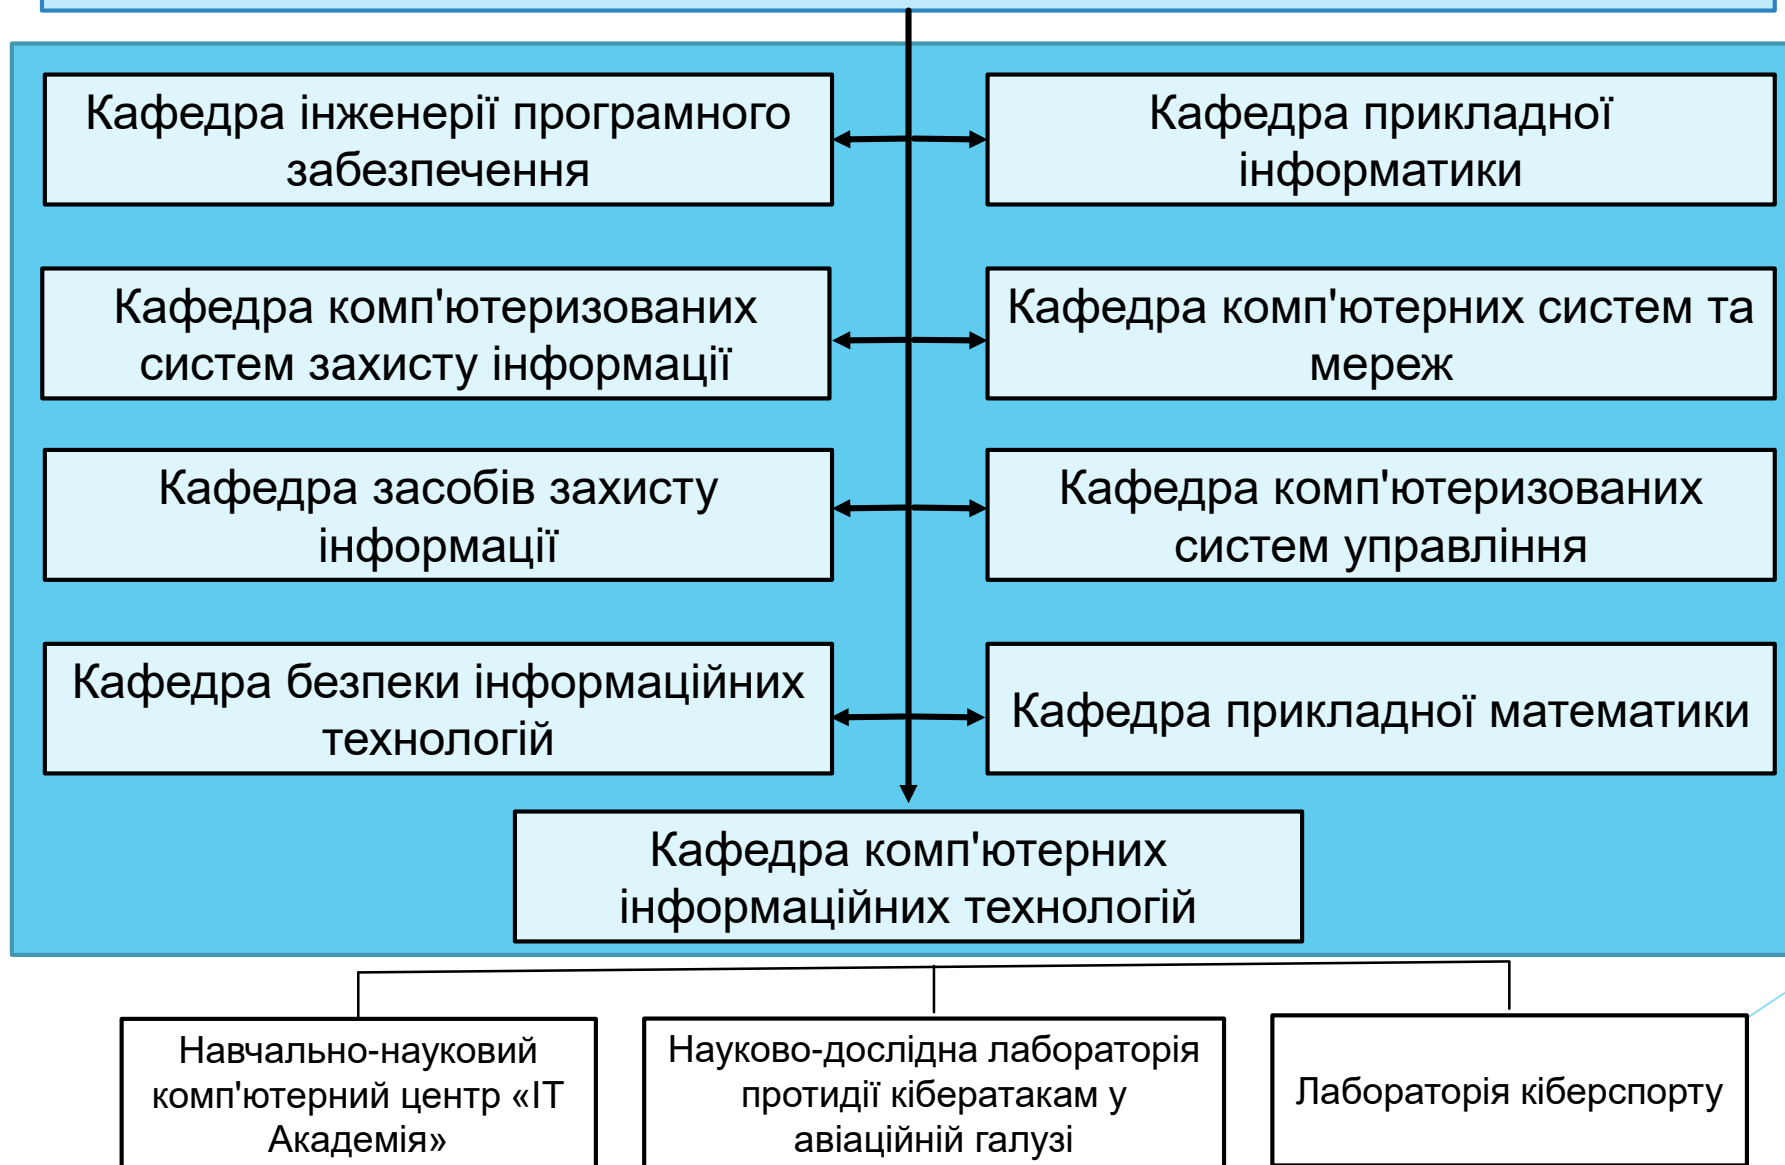 Кафедра інженерії програмного
забезпечення
Кафедра прикладної
інформатики
Кафедра комп'ютеризованих
систем захисту інформації
Кафедра комп'ютерних систем та
мереж
Кафедра засобів захисту
інформації
Кафедра комп'ютеризованих
систем управління
Кафедра безпеки інформаційних
технологій
Кафедра прикладної математики
Кафедра комп'ютерних
інформаційних технологій
Навчально-науковий
комп'ютерний центр «ІТ
Академія»
Науково-дослідна лабораторія
протидії кібератакам у
авіаційній галузі
Лабораторія кіберспорту